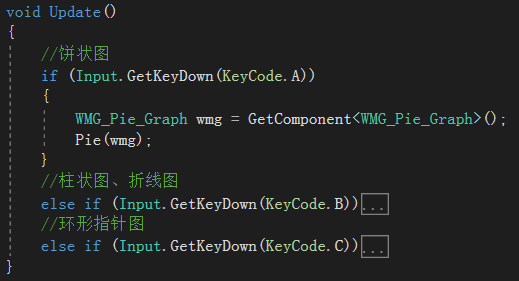 void Update()
{
//饼状图
if (Input.GetKeyDown(KeyCode.A))
{
WMG_Pie_Graph wmg = GetComponent<WMG_Pie_Graph>();
Pie(wmg);
}
//柱状图、折线图
else if (Input.GetKeyDown(KeyCode.B))...
//环形指针图
else if (Input.GetKeyDown(KeyCode.C))...
}